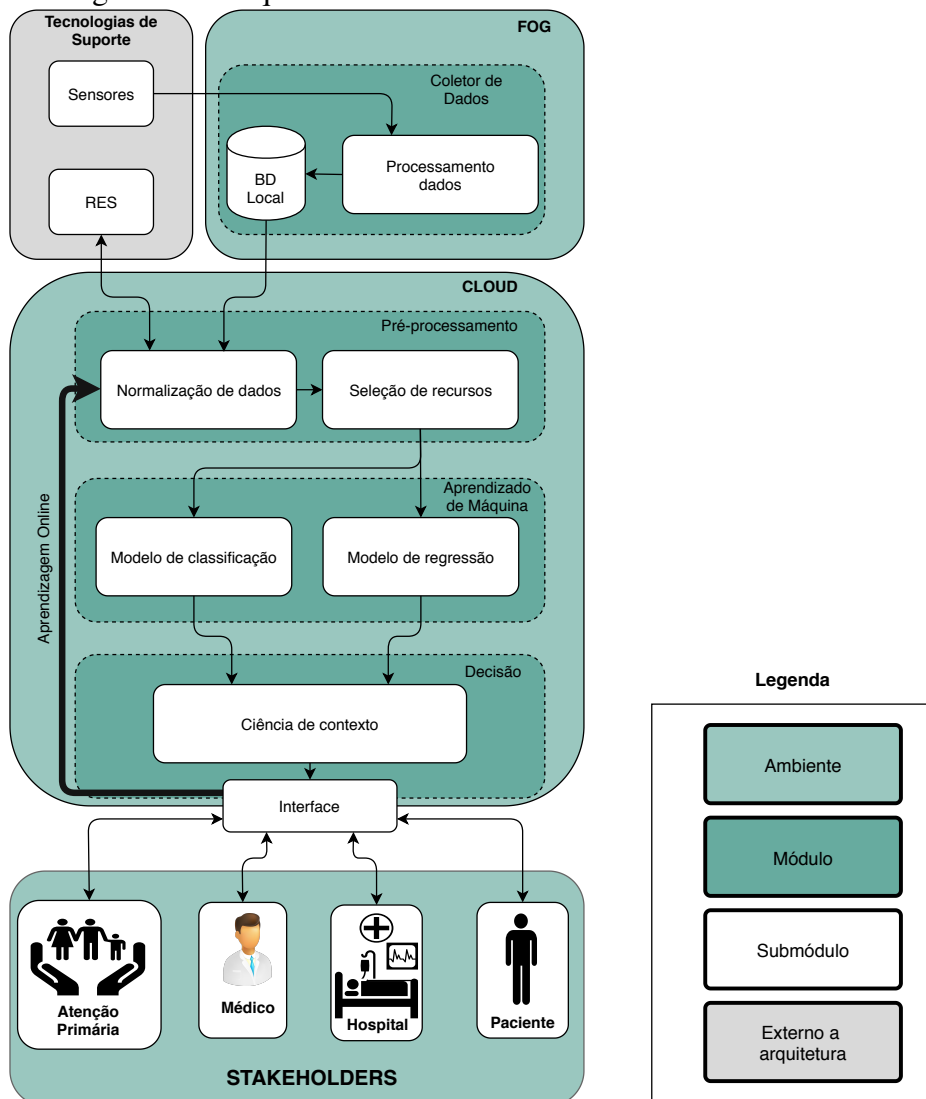 Tecnologias de
Suporte
Sensores
RES
FOG
Coletor de
Dados
BD
Local
Processamento
dados
CLOUD
Pré-processamento
Normalização de dados
Seleção de recursos
Aprendizado
de Máquina
Modelo de classificação
Modelo de regressão
Aprendizagem Online
Decisão
Ciência de contexto
Interface
Atenção
Primária
Médico
Hospital
Paciente
STAKEHOLDERS
Legenda
Ambiente
Módulo
Submódulo
Externo a
arquitetura